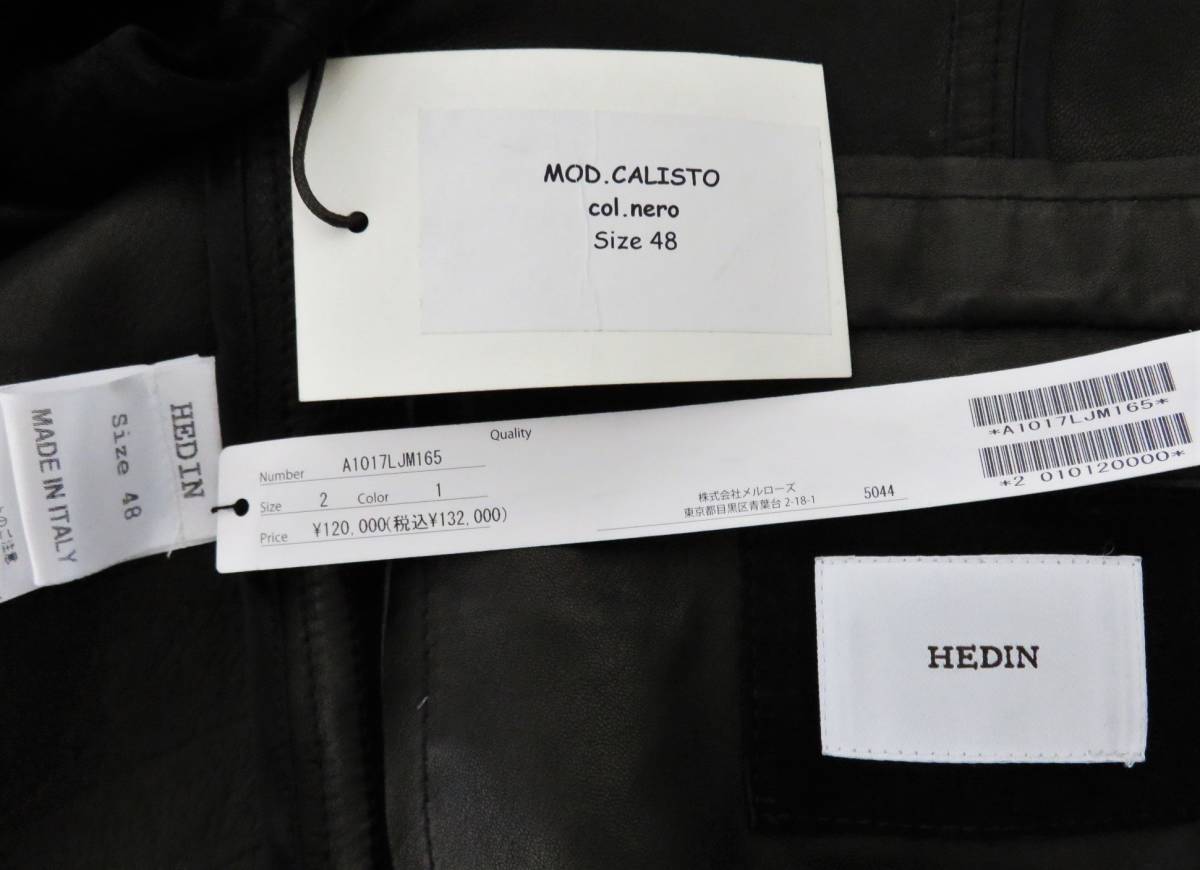 MOD.CALISTO
col.nero
Size 48
HEDIN
Size 48
MADE IN ITALY
Quality
Number A1017LJM165
Size 2 Color 1
Price ¥120,000(税込¥132,000)
株式会社メルローズ
東京都目黒区青葉台 2-18-1 5044
*A1017LJM165*
*2 010120000*
HEDIN